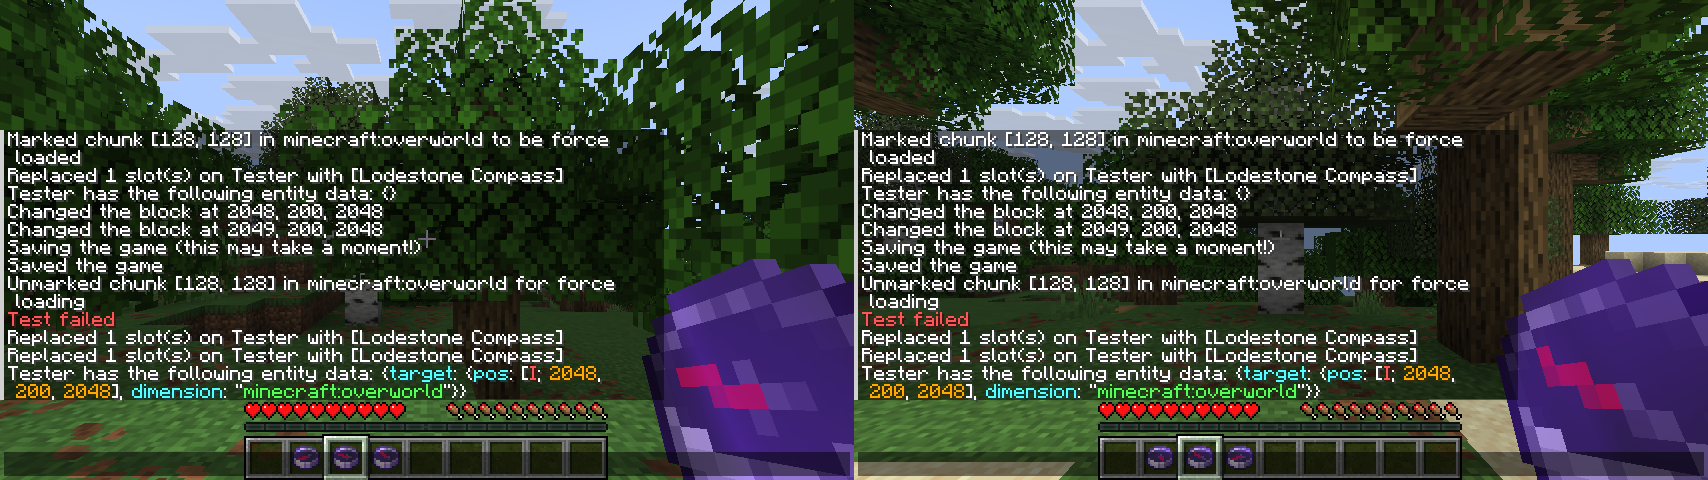 Marked chunk [128, 128] in minecraft:overworld to be force
loaded
Replaced 1 slot(s) on Tester with [Lodestone Compass]
Tester has the following entity data: {}
Changed the block at 2048, 200, 2048
Changed the block at 2049, 200, 2048
Saving the game (this may take a moment!)
Saved the game
Unmarked chunk [128, 128] in minecraft:overworld for force
loading
Test failed
Replaced 1 slot(s) on Tester with [Lodestone Compass]
Replaced 1 slot(s) on Tester with [Lodestone Compass]
Tester has the following entity data: {target: {pos: [I; 2048,
200, 2048], dimension: "minecraft:overworld"}}
Marked chunk [128, 128] in minecraft:overworld to be force
loaded
Replaced 1 slot(s) on Tester with [Lodestone Compass]
Tester has the following entity data: {}
Changed the block at 2048, 200, 2048
Changed the block at 2049, 200, 2048
Saving the game (this may take a moment!)
Saved the game
Unmarked chunk [128, 128] in minecraft:overworld for force
loading
Test failed
Replaced 1 slot(s) on Tester with [Lodestone Compass]
Replaced 1 slot(s) on Tester with [Lodestone Compass]
Tester has the following entity data: {target: {pos: [I; 2048,
200, 2048], dimension: "minecraft:overworld"}}